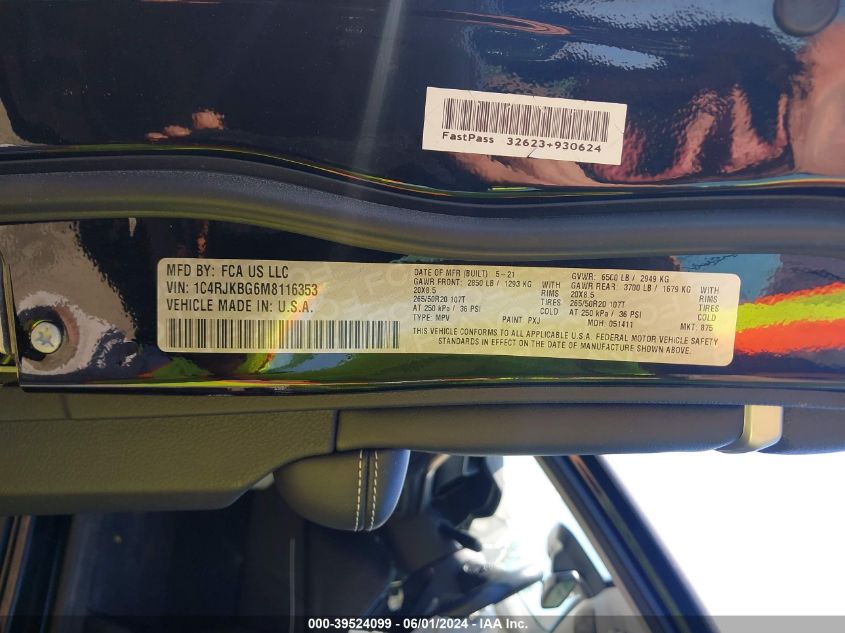 FastPass 32623+930624
MFD BY: FCA US LLC
VIN: 1C4RJKBG6M8116353
VEHICLE MADE IN U.S.A.
DATE OF MFR (BUILT) 5-21
GAWR FRONT: 2850 LB / 1293 KG WITH
20X8.5 TIRES
265/50R20 107T RIMS
AT 250 kPa / 36 PSI COLD
TYPE: MPV PAINT: PXJ
GVWR: 6500 LB / 2949 KG
GAWR REAR: 3700 LB / 1679 KG WITH
20X8.5 TIRES
265/50R20 107T RIMS
AT 250 kPa / 36 PSI COLD
MDH: 051411 MKT: 875
THIS VEHICLE CONFORMS TO ALL APPLICABLE U.S.A. FEDERAL MOTOR VEHICLE SAFETY
STANDARDS IN EFFECT ON THE DATE OF MANUFACTURE SHOWN ABOVE.
000-39524099 - 06/01/2024 - IAA Inc.